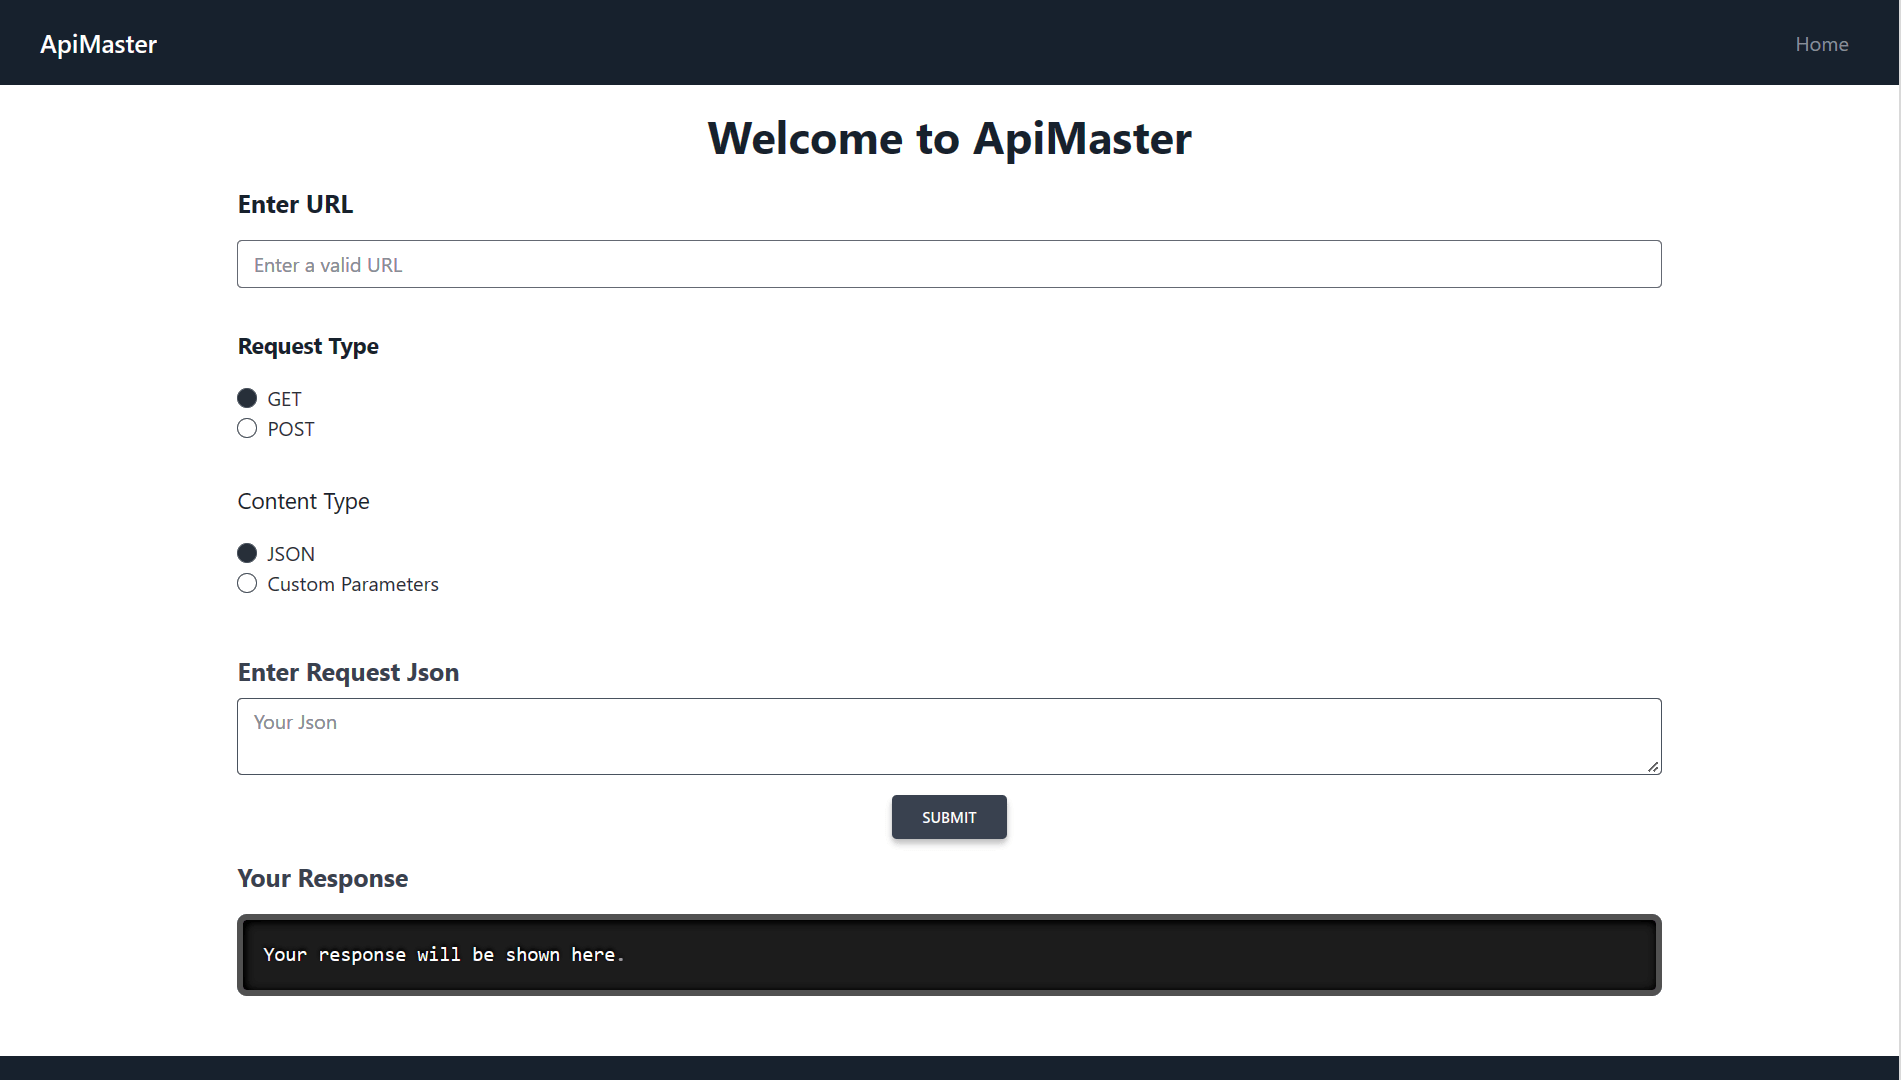 ApiMaster
Home
Welcome to ApiMaster
Enter URL
Enter a valid URL
Request Type
GET
POST
Content Type
JSON
Custom Parameters
Enter Request Json
Your Json
SUBMIT
Your Response
Your response will be shown here.